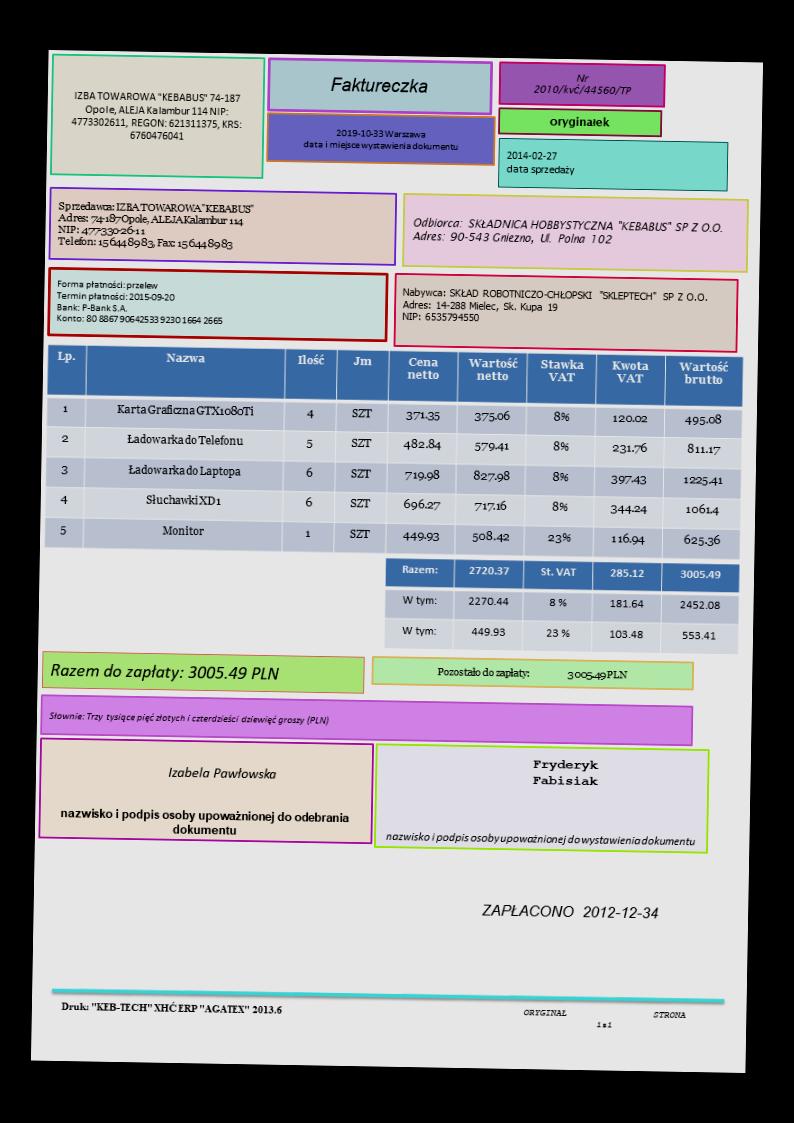 IZBA TOWAROWA "KEBABUS" 74-187
Opole, ALEJA Kalambur 114 NIP:
4773302611, REGON: 621311375, KRS:
6760476041
Faktureczka
2019-10-33 Warszawa
data i miejsce wystawienia dokumentu
Nr
2010/kvć/44560/TP
oryginałek
2014-02-27
data sprzedaży
Sprzedawca: IZBA TOWAROWA "KEBABUS"
Adres: 74-187 Opole, ALEJA Kalambur 114
NIP: 477-330-26-11
Telefon: 156448983, Fax: 156448983
Odbiorca: SKŁADNICA HOBBYSTYCZNA "KEBABUS" SP Z O.O.
Adres: 90-543 Gniezno, Ul. Polna 102
Forma płatności: przelew
Termin płatności: 2015-09-20
Bank: P-Bank S.A.
Konto: 80 8867 9064 2533 9230 1664 2665
Nabywca: SKŁAD ROBOTNICZO-CHŁOPSKI "SKLEPTECH" SP Z O.O.
Adres: 14-288 Mielec, Sk. Kupa 19
NIP: 6535794550
Lp. Nazwa Ilość Jm Cena netto Wartość netto Stawka VAT Kwota VAT Wartość brutto
1 Karta Graficzna GTX1080Ti 4 SZT 371.35 375.06 8% 120.02 495.08
2 Ładowarka do Telefonu 5 SZT 482.84 579.41 8% 231.76 811.17
3 Ładowarka do Laptopa 6 SZT 719.98 827.98 8% 397.43 1225.41
4 Słuchawki XD1 6 SZT 696.27 717.16 8% 344.24 1061.4
5 Monitor 1 SZT 449.93 508.42 23% 116.94 625.36
Razem: 2720.37 St. VAT 285.12 3005.49
W tym: 2270.44 8 % 181.64 2452.08
W tym: 449.93 23 % 103.48 553.41
Razem do zapłaty: 3005.49 PLN
Pozostało do zapłaty: 3005.49 PLN
Słownie: Trzy tysiące pięć złotych i czterdzieści dziewięć groszy (PLN)
Izabela Pawłowska
nazwisko i podpis osoby upoważnionej do odebrania
dokumentu
Fryderyk
Fabisiak
nazwisko i podpis osoby upoważnionej do wystawienia dokumentu
ZAPŁACONO 2012-12-34
Druk: "KEB-TECH" XHĆ ERP "AGATEX" 2013.6
ORYGINAŁ STRONA
1 z 1